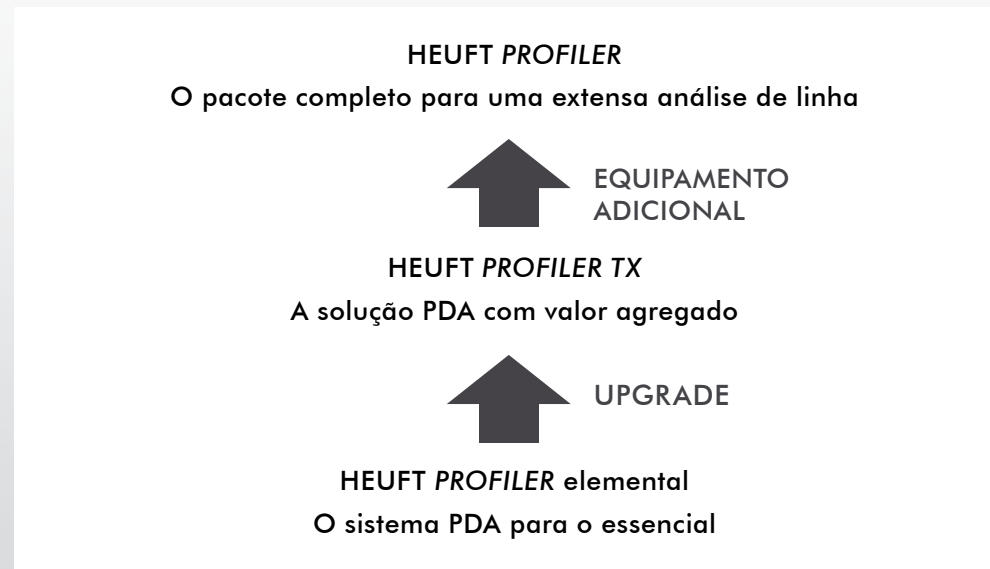 HEUFT PROFILER
O pacote completo para uma extensa análise de linha
EQUIPAMENTO
ADICIONAL
HEUFT PROFILER TX
A solução PDA com valor agregado
UPGRADE
HEUFT PROFILER elemental
O sistema PDA para o essencial